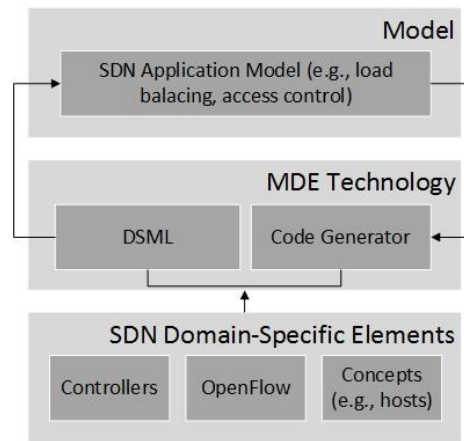 Model
SDN Application Model (e.g., load
balacing, access control)
MDE Technology
DSML
Code Generator
SDN Domain-Specific Elements
Controllers
OpenFlow
Concepts
(e.g., hosts)